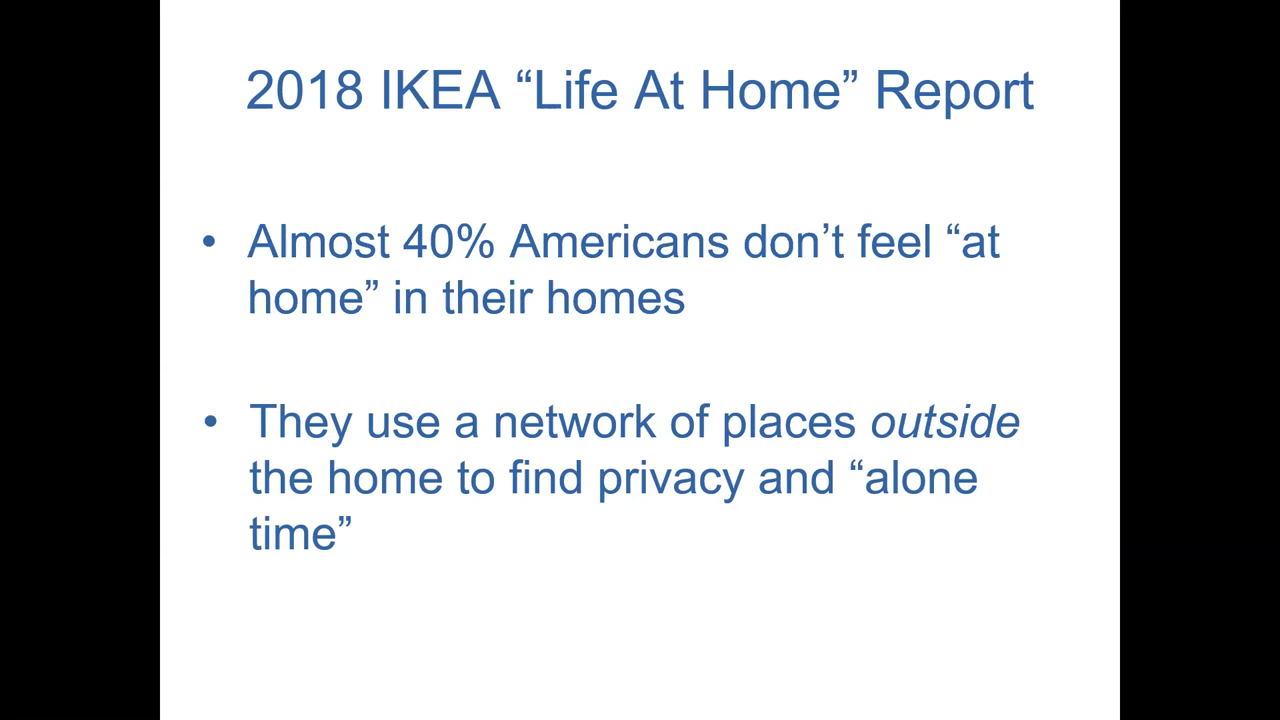 2018 IKEA “Life At Home” Report
• Almost 40% Americans don’t feel “at
home” in their homes
• They use a network of places outside
the home to find privacy and “alone
time”